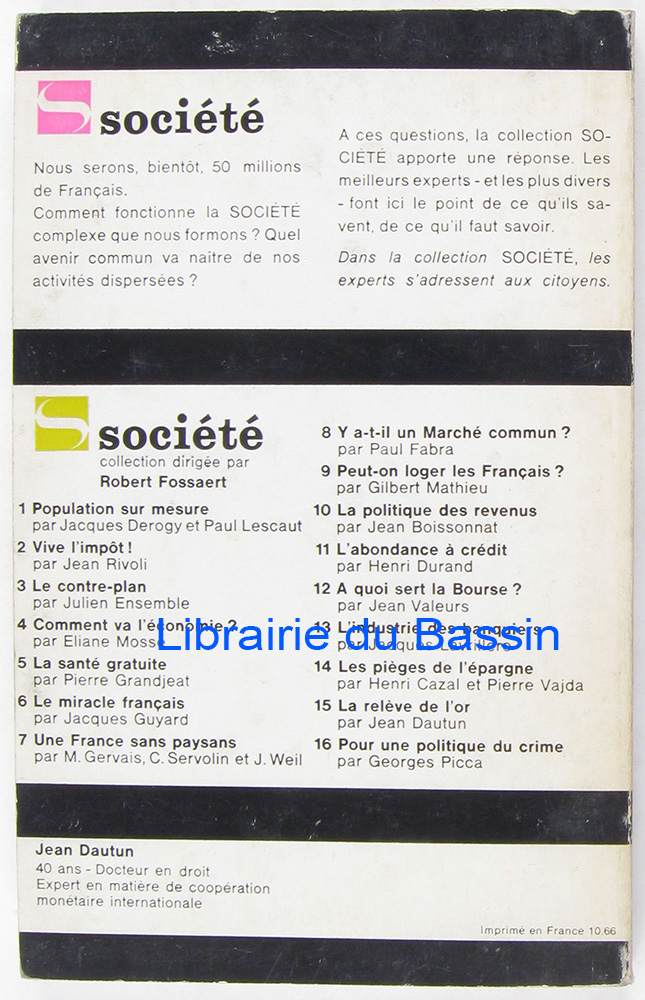 société
Nous serons, bientôt, 50 millions
de Français.
Comment fonctionne la SOCIÉTÉ
complexe que nous formons ? Quel
avenir commun va naitre de nos
activités dispersées ?
A ces questions, la collection SO-
CIÉTÉ apporte une réponse. Les
meilleurs experts - et les plus divers
- font ici le point de ce qu'ils sa-
vent, de ce qu'il faut savoir.
Dans la collection SOCIÉTÉ, les
experts s'adressent aux citoyens.
société
collection dirigée par
Robert Fossaert
1 Population sur mesure
par Jacques Derogy et Paul Lescaut
2 Vive l'impôt !
par Jean Rivoli
3 Le contre-plan
par Julien Ensemble
4 Comment va l'économie ?
par Eliane Mossé
5 La santé gratuite
par Pierre Grandjeat
6 Le miracle français
par Jacques Guyard
7 Une France sans paysans
par M. Gervais, C. Servolin et J. Weil
8 Y a-t-il un Marché commun ?
par Paul Fabra
9 Peut-on loger les Français ?
par Gilbert Mathieu
10 La politique des revenus
par Jean Boissonnat
11 L'abondance à crédit
par Henri Durand
12 A quoi sert la Bourse ?
par Jean Valeurs
13 L'industrie des banquiers
par Jacques
14 Les pièges de l'épargne
par Henri Cazal et Pierre Vajda
15 La relève de l'or
par Jean Dautun
16 Pour une politique du crime
par Georges Picca
Librairie du Bassin
Jean Dautun
40 ans - Docteur en droit
Expert en matière de coopération
monétaire internationale
Imprimé en France 10.66